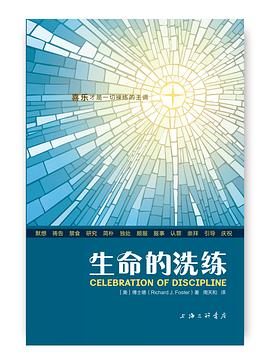 喜乐才是一切操练的主调
默想 祷告 禁食 研究 简朴 独处 顺服 服事 认罪 崇拜 引导 庆祝
生命的洗练
CELEBRATION OF DISCIPLINE
[美] 傅士德 (Richard J. Foster) 著 周天和 译
上海三联书店